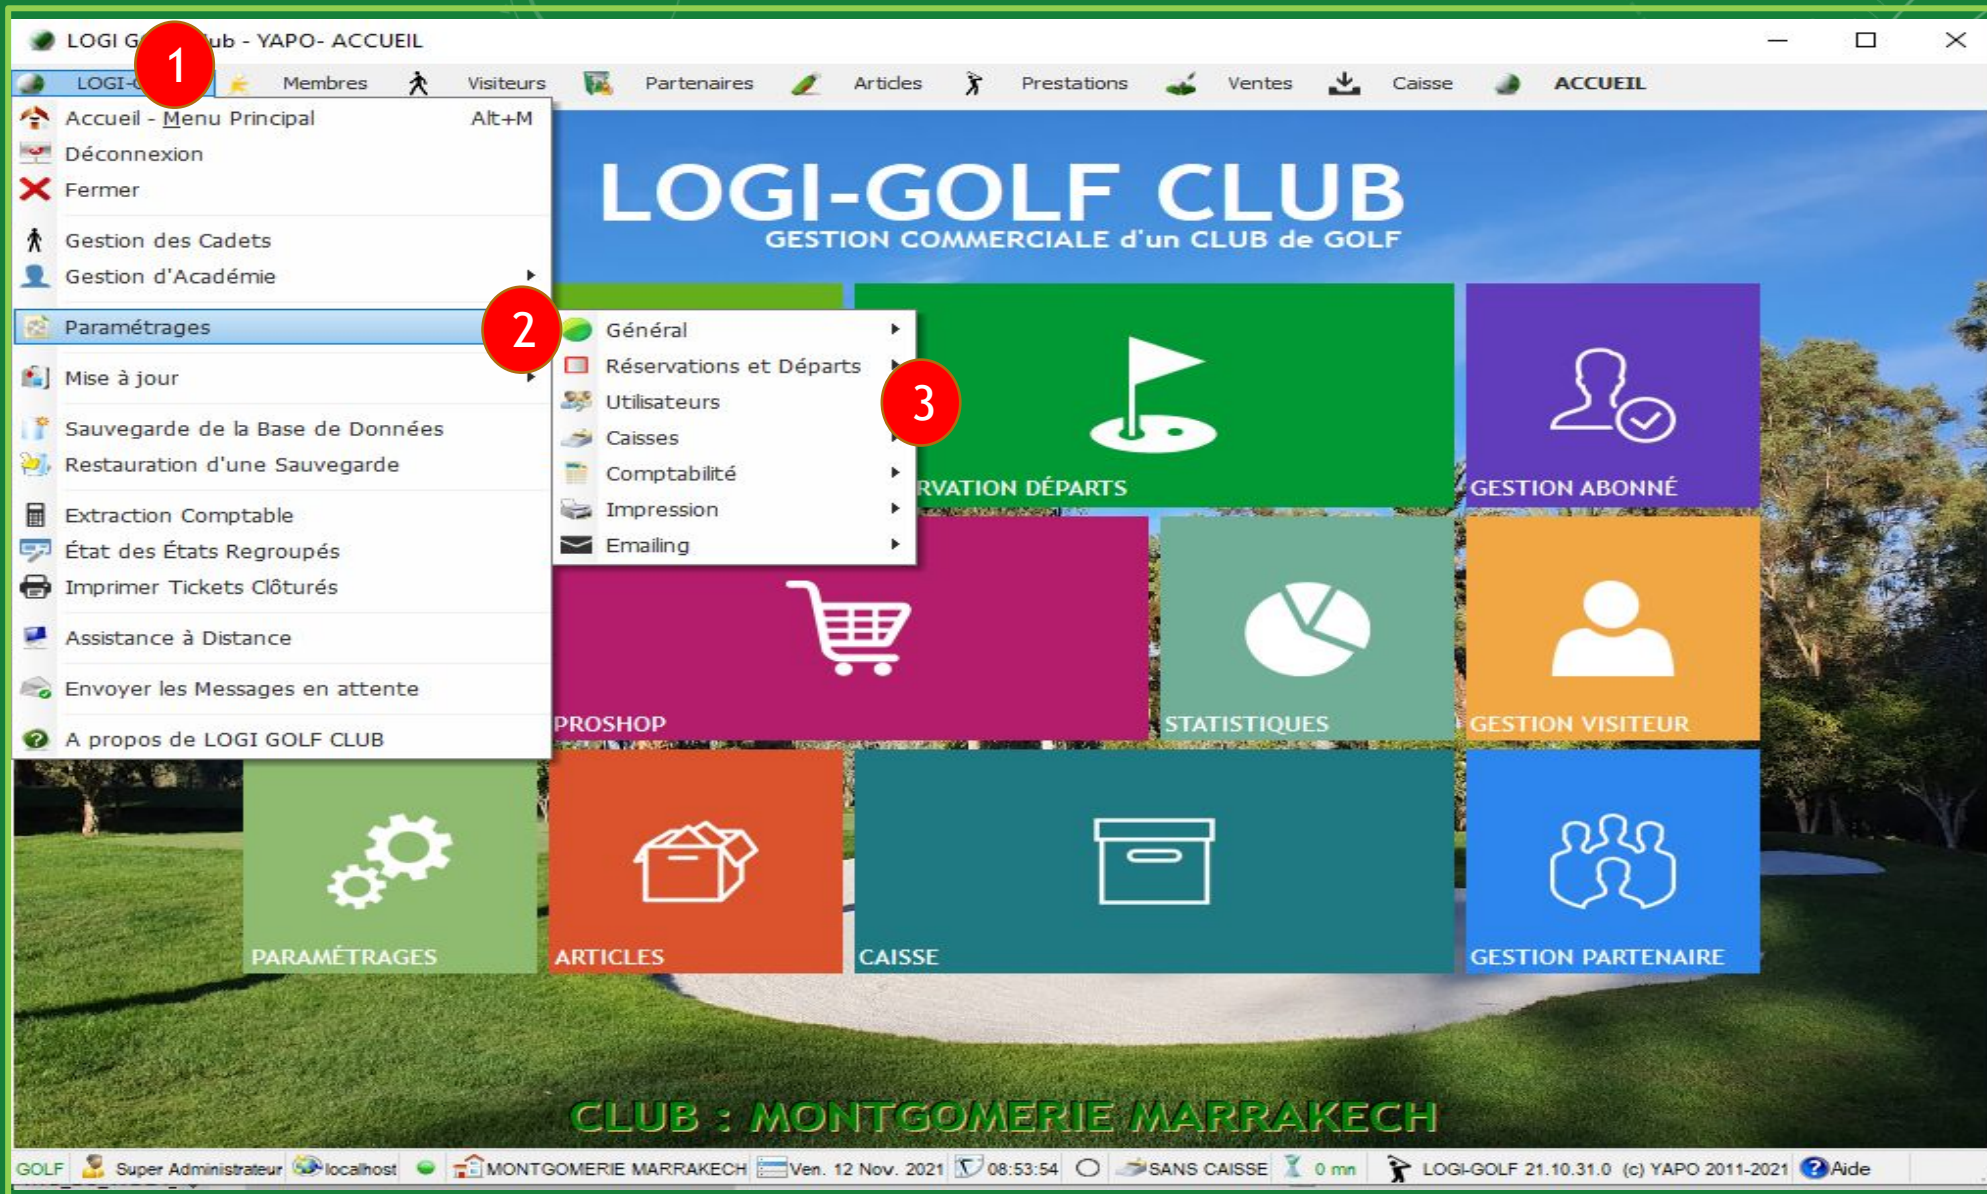 LOGI G ub - YAPO- ACCUEIL
1
LOGI- Membres Visiteurs Partenaires Articles Prestations Ventes Caisse ACCUEIL
Accueil - Menu Principal Alt+M
Déconnexion
Fermer
Gestion des Cadets
Gestion d'Académie
Paramétrages
Mise à jour
Sauvegarde de la Base de Données
Restauration d'une Sauvegarde
Extraction Comptable
État des États Regroupés
Imprimer Tickets Clôturés
Assistance à Distance
Envoyer les Messages en attente
A propos de LOGI GOLF CLUB
2
Général
Réservations et Départs
Utilisateurs
Caisses
Comptabilité
Impression
Emailing
3
LOGI-GOLF CLUB
GESTION COMMERCIALE d'un CLUB de GOLF
RVATION DÉPARTS
GESTION ABONNÉ
PROSHOP
STATISTIQUES
GESTION VISITEUR
PARAMÉTRAGES
ARTICLES
CAISSE
GESTION PARTENAIRE
CLUB : MONTGOMERIE MARRAKECH
GOLF Super Administrateur localhost MONTGOMERIE MARRAKECH Ven. 12 Nov. 2021 08:53:54 SANS CAISSE 0 mn LOGI-GOLF 21.10.31.0 (c) YAPO 2011-2021 Aide